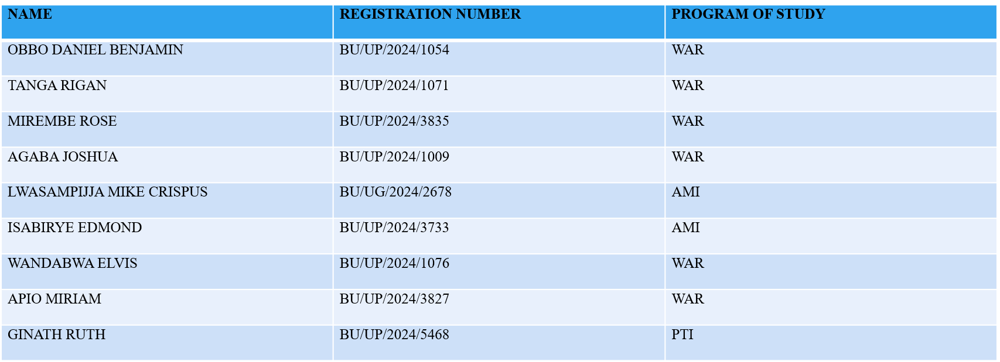 NAME REGISTRATION NUMBER PROGRAM OF STUDY
OBBO DANIEL BENJAMIN BU/UP/2024/1054 WAR
TANGA RIGAN BU/UP/2024/1071 WAR
MIREMBE ROSE BU/UP/2024/3835 WAR
AGABA JOSHUA BU/UP/2024/1009 WAR
LWASAMPIJJA MIKE CRISPUS BU/UG/2024/2678 AMI
ISABIRYE EDMOND BU/UP/2024/3733 AMI
WANDABWA ELVIS BU/UP/2024/1076 WAR
APIO MIRIAM BU/UP/2024/3827 WAR
GINATH RUTH BU/UP/2024/5468 PTI